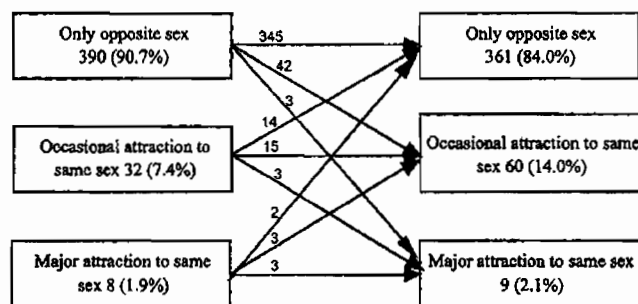 Only opposite sex
390 (90.7%)
Only opposite sex
361 (84.0%)
345
42
3
Occasional attraction to
same sex 32 (7.4%)
Occasional attraction to same
sex 60 (14.0%)
14
15
3
Major attraction to same
sex 8 (1.9%)
Major attraction to same sex
9 (2.1%)
2
3
3